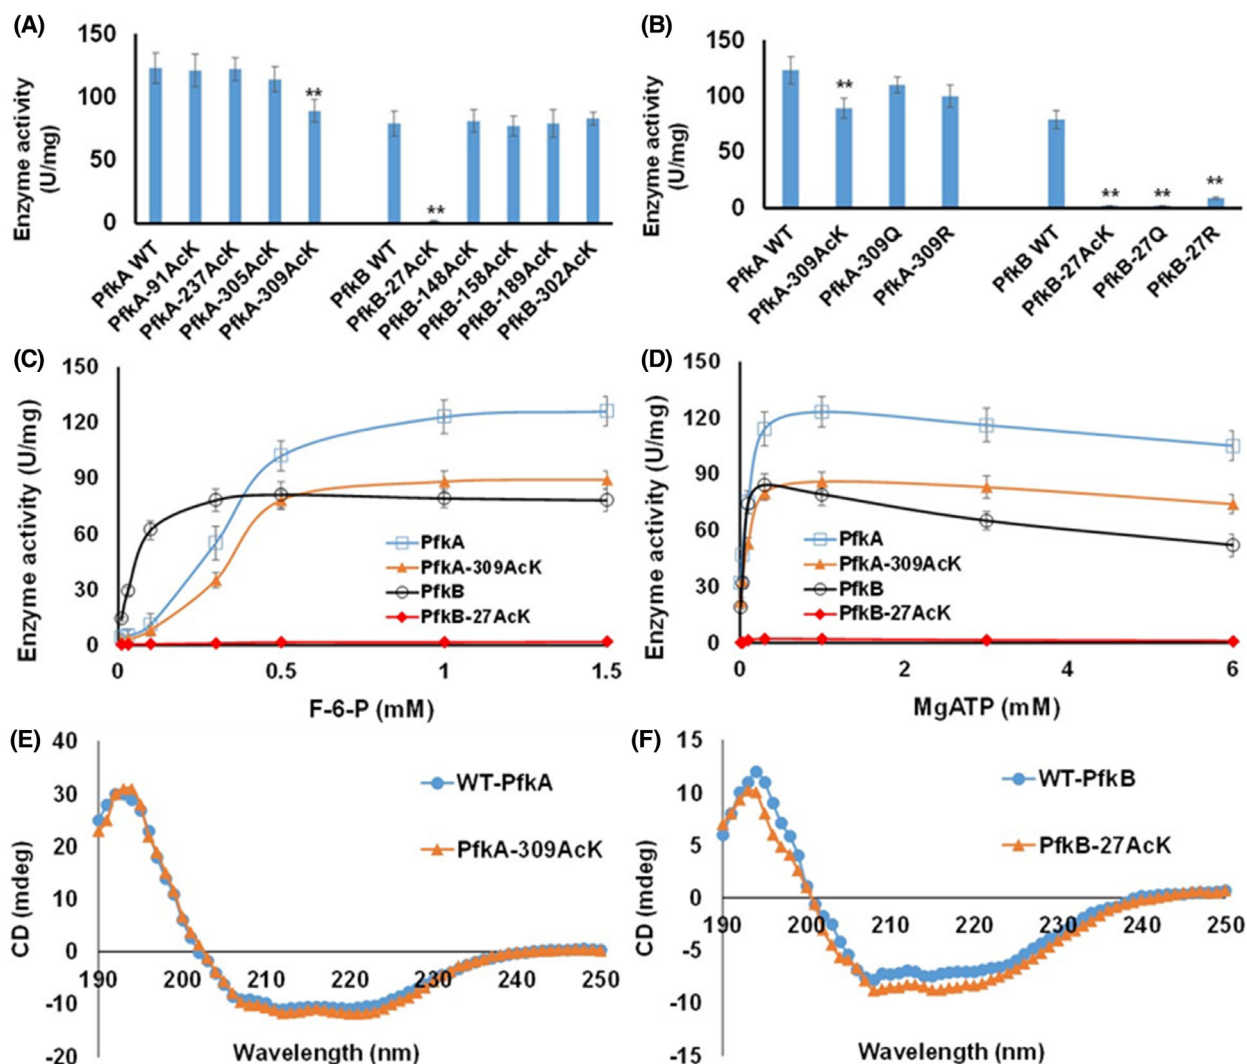 (A)
150
100
50
0
Enzyme activity
(U/mg)
**
**
PfkA WT
PfkA-91AcK
PfkA-237AcK
PfkA-305AcK
PfkA-309AcK
PfkB WT
PfkB-27AcK
PfkB-148AcK
PfkB-158AcK
PfkB-189AcK
PfkB-302AcK
(B)
150
100
50
0
Enzyme activity
(U/mg)
**
**
**
**
PfkA WT
PfkA-309AcK
PfkA-309Q
PfkA-309R
PfkB WT
PfkB-27AcK
PfkB-27Q
PfkB-27R
(C)
150
120
90
60
30
0
Enzyme activity (U/mg)
PfkA
PfkA-309AcK
PfkB
PfkB-27AcK
0
0.5
1
1.5
F-6-P (mM)
(D)
150
120
90
60
30
0
Enzyme activity (U/mg)
PfkA
PfkA-309AcK
PfkB
PfkB-27AcK
0
2
4
6
MgATP (mM)
(E)
40
30
20
10
0
-10
-20
CD (mdeg)
WT-PfkA
PfkA-309AcK
190
200
210
220
230
240
250
Wavelength (nm)
(F)
15
10
5
0
-5
-10
-15
CD (mdeg)
WT-PfkB
PfkB-27AcK
190
200
210
220
230
240
250
Wavelength (nm)